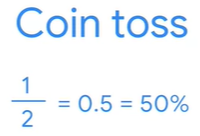 Coin toss
1
2 = 0.5 = 50%